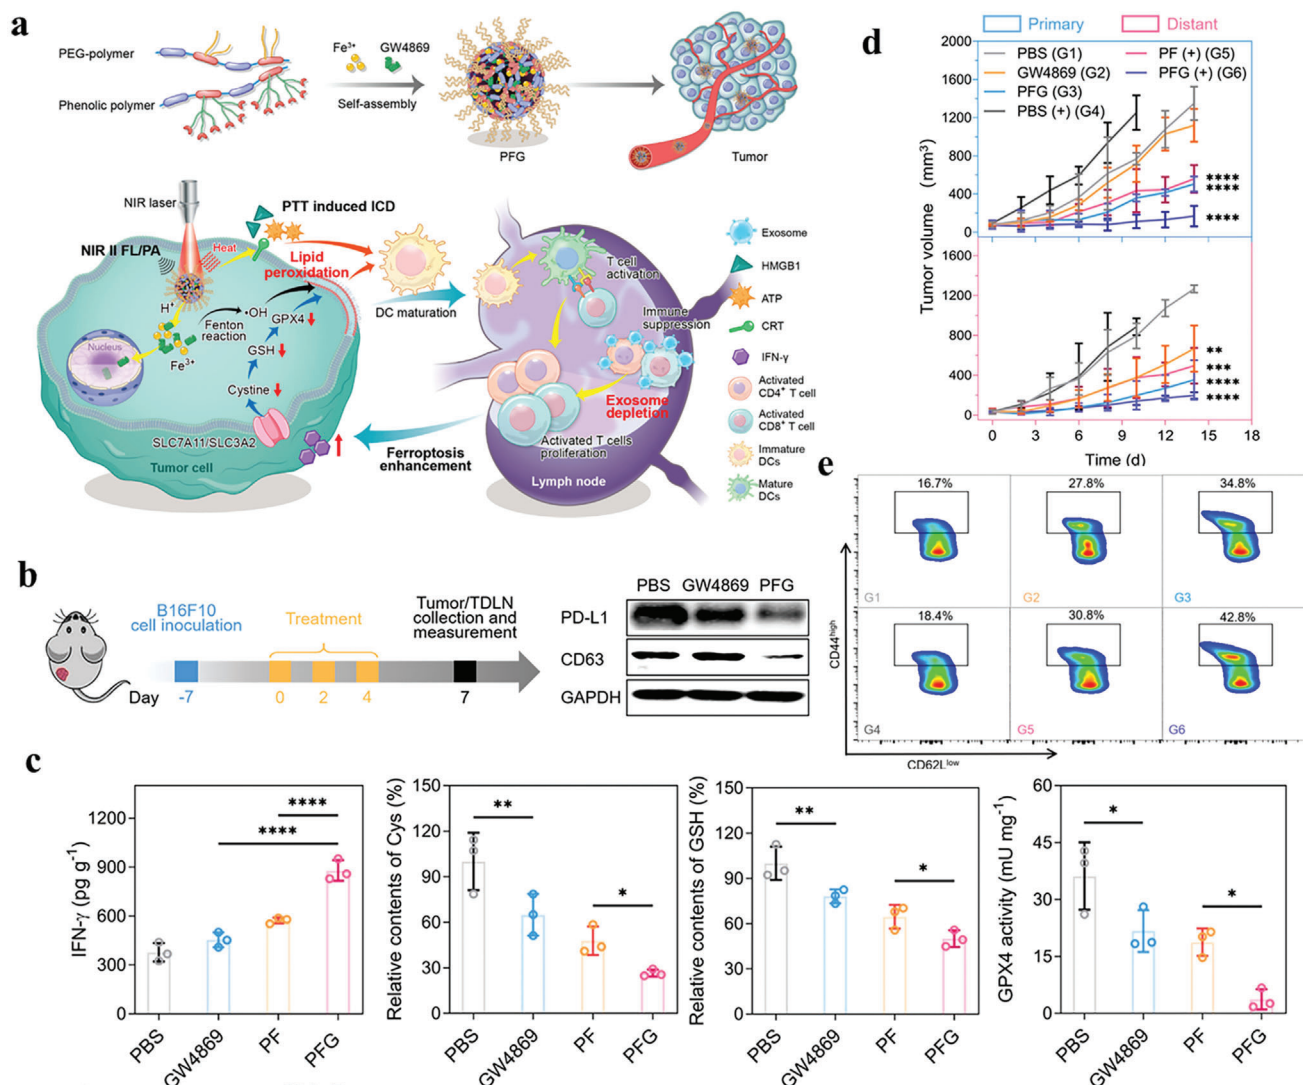 a
PEG-polymer
Phenolic polymer
Fe³⁺
GW4869
Self-assembly
PFG
Tumor
NIR laser
PTT induced ICD
NIR II FL/PA
Heat
Lipid
peroxidation
H⁺
•OH
GPX4
Fenton
reaction
Nucleus
Fe³⁺
GSH
Cystine
SLC7A11/SLC3A2
Tumor cell
DC maturation
T cell
activation
Immune
suppression
Exosome
depletion
Activated T cells
proliferation
Ferroptosis
enhancement
Lymph node
Exosome
HMGB1
ATP
CRT
IFN-γ
Activated
CD4⁺ T cell
Activated
CD8⁺ T cell
Immature
DCs
Mature
DCs
b
B16F10
cell inoculation
Treatment
Tumor/TDLN
collection and
measurement
Day -7 0 2 4 7
PBS GW4869 PFG
PD-L1
CD63
GAPDH
c
IFN-γ (pg g⁻¹)
1200
900
600
300
0
PBS GW4869 PF PFG
****
****
Relative contents of Cys (%)
150
120
90
60
30
0
PBS GW4869 PF PFG
**
*
Relative contents of GSH (%)
150
120
90
60
30
0
PBS GW4869 PF PFG
**
*
GPX4 activity (mU mg⁻¹)
60
45
30
15
0
PBS GW4869 PF PFG
*
*
d
Primary Distant
PBS (G1)
GW4869 (G2)
PFG (G3)
PBS (+) (G4)
PF (+) (G5)
PFG (+) (G6)
Tumor volume (mm³)
2000
1600
1200
800
400
0
****
****
****
1600
1200
800
400
0
**
***
****
****
0 3 6 9 12 15 18
Time (d)
e
16.7% 27.8% 34.8%
G1 G2 G3
18.4% 30.8% 42.8%
G4 G5 G6
CD44ʰⁱᵍʰ
CD62Lˡᵒʷ